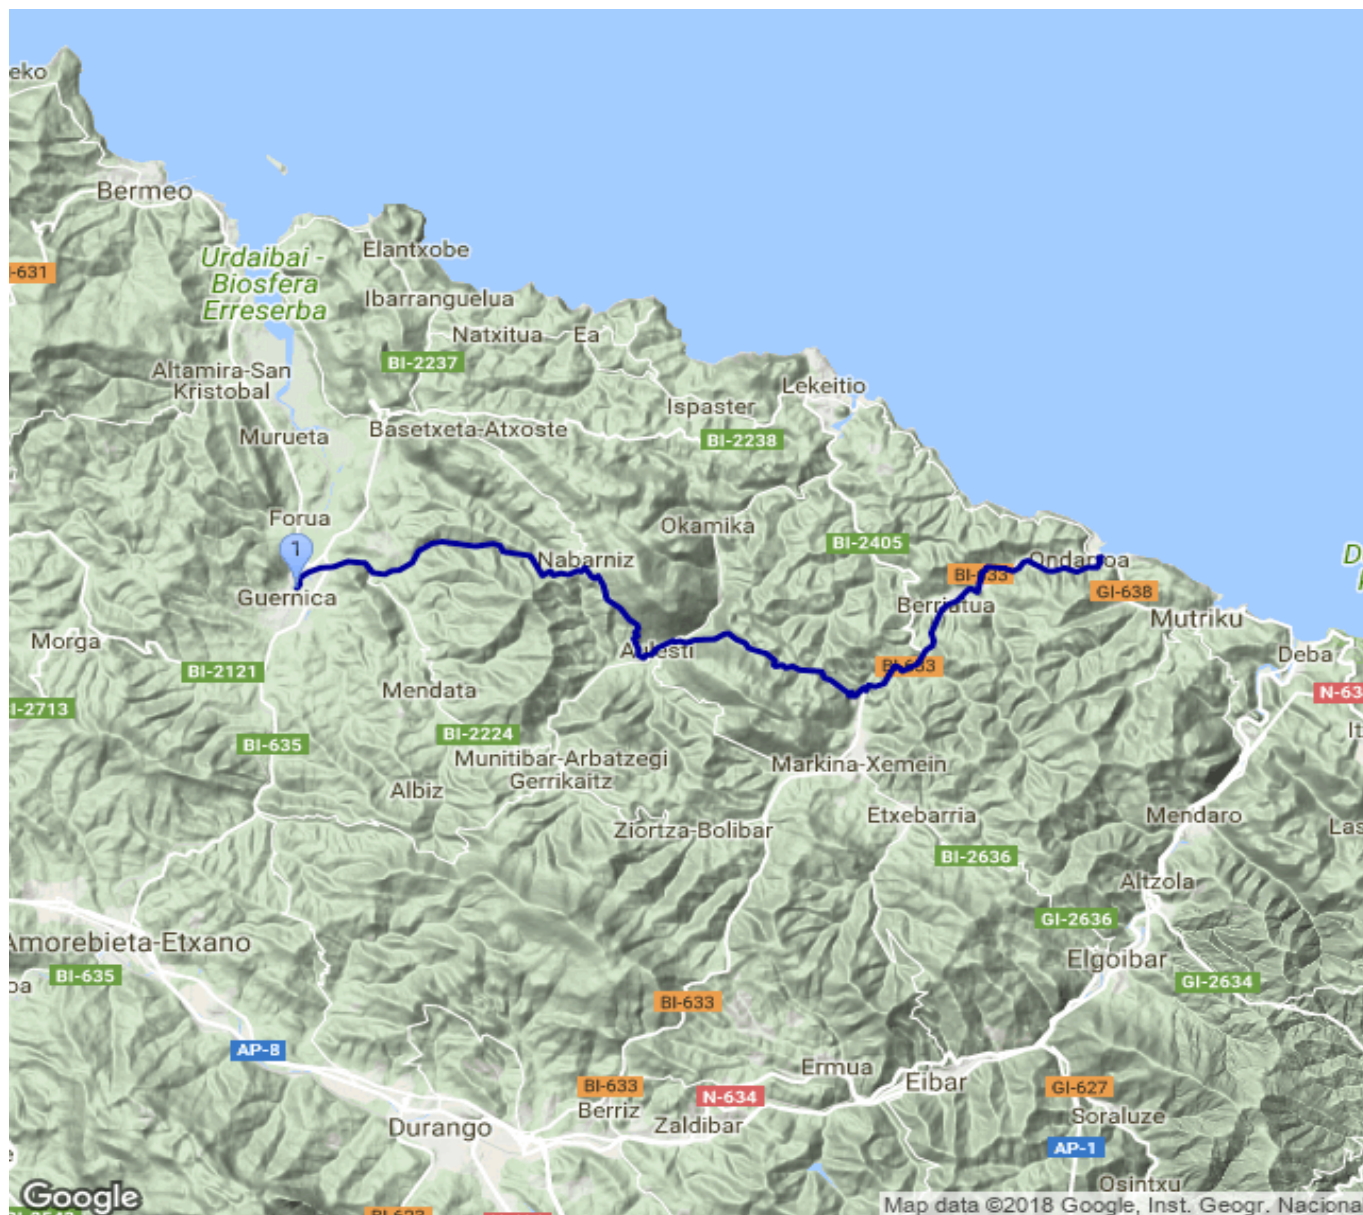 eko
Bermeo
Elantxobe
Urdaibai -
Biosfera
Erreserba
-631
Ibarranguelua
Natxitua
Ea
BI-2237
Altamira-San
Kristobal
Lekeitio
Ispaster
Murueta
Basetxeta-Atxoste
BI-2238
Forua
Okamika
1
BI-2405
Nabarniz
Ondarroa
BI-633
GI-638
Guernica
Berriatua
Mutriku
Morga
Aulesti
BI-633
Deba
BI-2121
Mendata
N-63
I-2713
BI-2224
BI-635
It
Munitibar-Arbatzegi
Gerrikaitz
Markina-Xemein
Albiz
Etxebarria
Mendaro
Ziortza-Bolibar
Las
BI-2636
Altzola
GI-2636
Amorebieta-Etxano
Elgoibar
BI-635
GI-2634
oa
BI-633
AP-8
Ermua
Eibar
BI-633
GI-627
N-634
Berriz
Zaldibar
Soraluze
Durango
AP-1
Osintxu
Google
Map data ©2018 Google, Inst. Geogr. Naciona